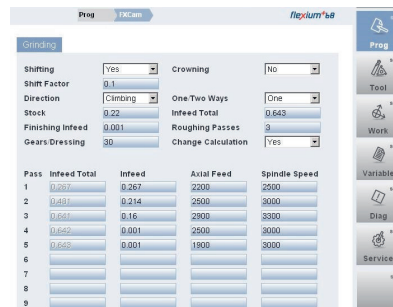 Prog FXCam flexium+68
Grinding
Shifting Yes Crowning No
Shift Factor 0.1
Direction Climbing One/Two Ways One
Stock 0.22 Infeed Total 0.643
Finishing Infeed 0.001 Roughing Passes 3
Gears/Dressing 30 Change Calculation Yes
Pass Infeed Total Infeed Axial Feed Spindle Speed
1 0.267 0.267 2200 2500
2 0.481 0.214 2500 3000
3 0.641 0.16 2900 3300
4 0.642 0.001 2500 3000
5 0.643 0.001 1900 3000
6
7
8
9
Prog
Tool
Work
Variable
Diag
Service